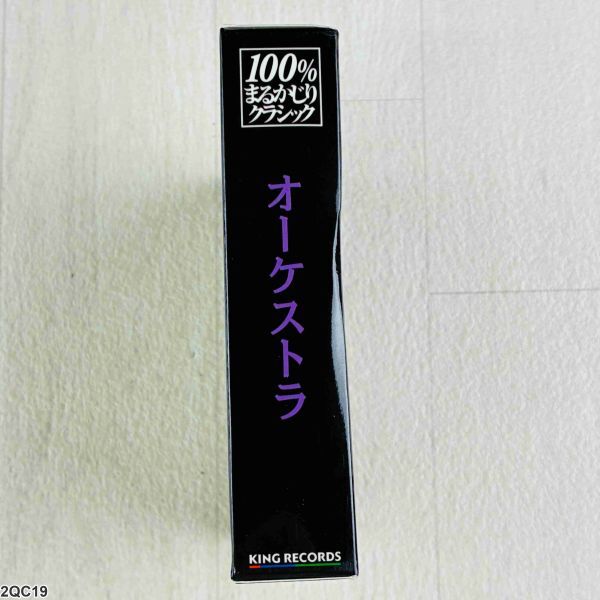 100%
まるかじり
クラシック
オーケストラ
KING RECORDS
2QC19